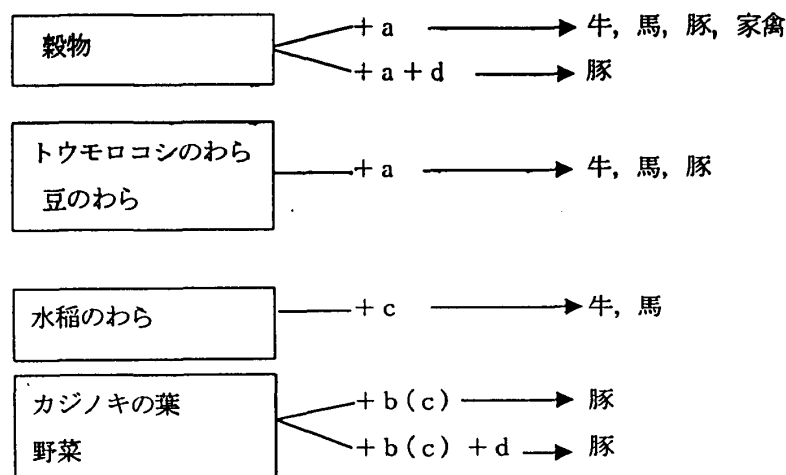 穀物
+a → 牛，馬，豚，家禽
+a+d → 豚
トウモロコシのわら
豆のわら
+a → 牛，馬，豚
水稲のわら
+c → 牛，馬
カジノキの葉
野菜
+b(c) → 豚
+b(c)+d → 豚